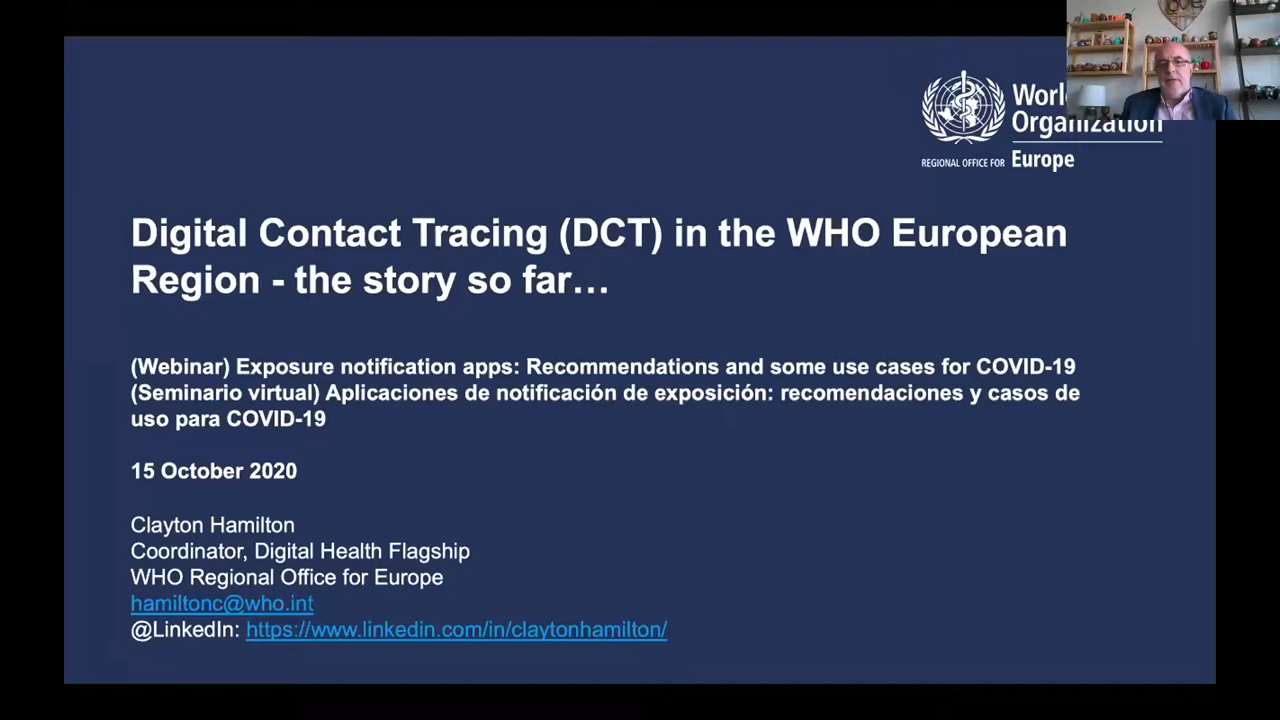 Organization
REGIONAL OFFICE FOR Europe
Digital Contact Tracing (DCT) in the WHO European
Region - the story so far…
(Webinar) Exposure notification apps: Recommendations and some use cases for COVID-19
(Seminario virtual) Aplicaciones de notificación de exposición: recomendaciones y casos de
uso para COVID-19
15 October 2020
Clayton Hamilton
Coordinator, Digital Health Flagship
WHO Regional Office for Europe
hamiltonc@who.int
@LinkedIn: https://www.linkedin.com/in/claytonhamilton/